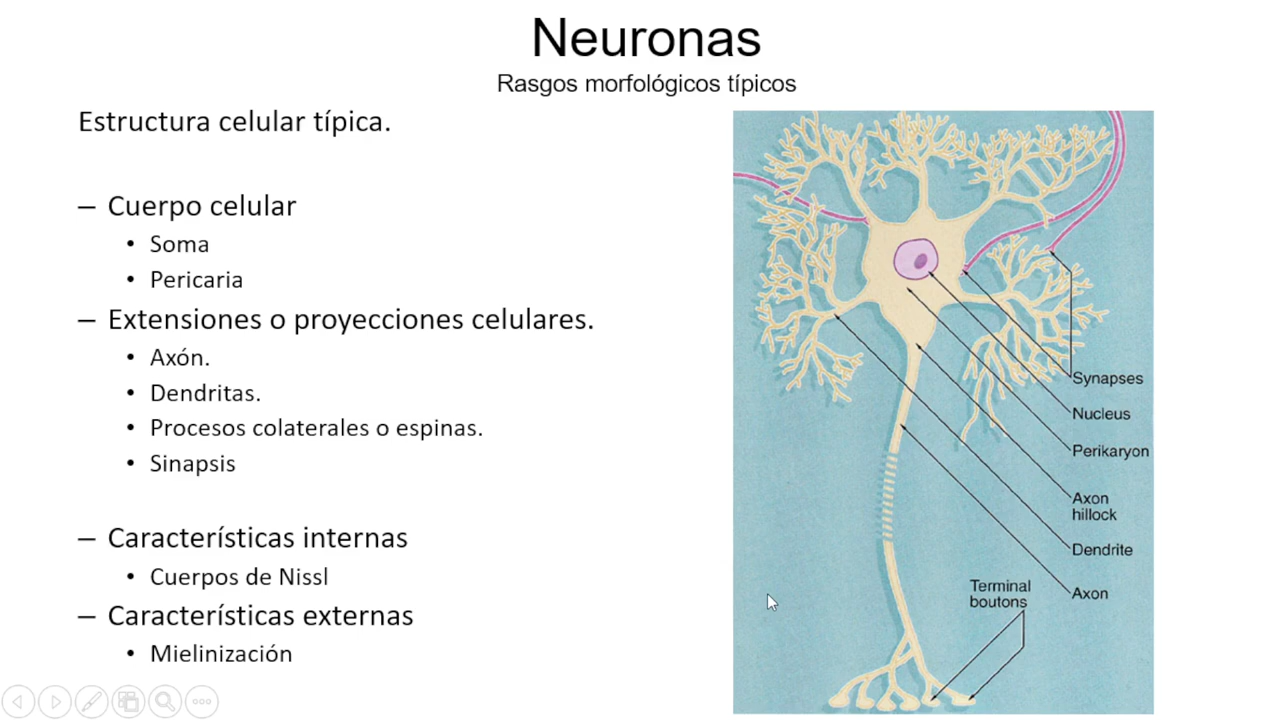 Neuronas
Rasgos morfológicos típicos
Estructura celular típica.
– Cuerpo celular
• Soma
• Pericaria
– Extensiones o proyecciones celulares.
• Axón.
• Dendritas.
• Procesos colaterales o espinas.
• Sinapsis
– Características internas
• Cuerpos de Nissl
– Características externas
• Mielinización
Synapses
Nucleus
Perikaryon
Axon
hillock
Dendrite
Axon
Terminal
boutons